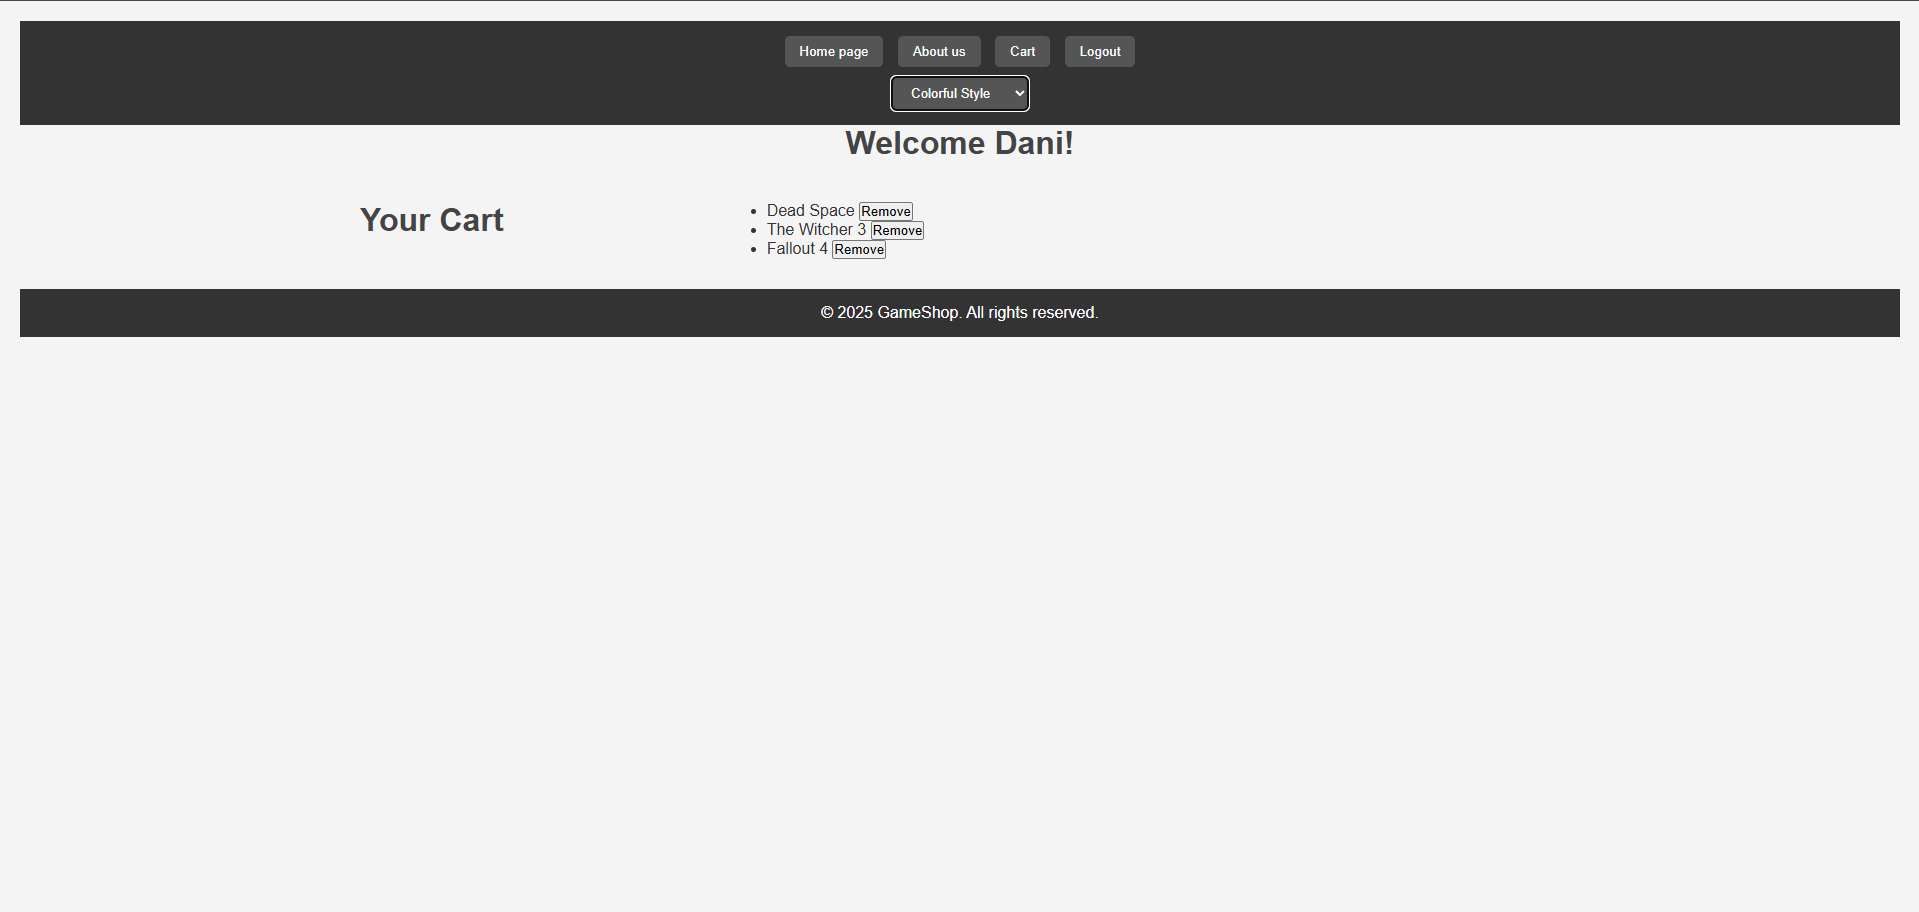 Home page About us Cart Logout
Colorful Style
Welcome Dani!
Your Cart
Dead Space Remove
The Witcher 3 Remove
Fallout 4 Remove
© 2025 GameShop. All rights reserved.